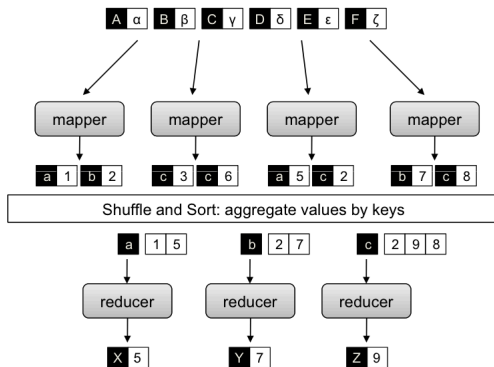 A α B β C γ D δ E ε F ζ
mapper mapper mapper mapper
a 1 b 2 c 3 c 6 a 5 c 2 b 7 c 8
Shuffle and Sort: aggregate values by keys
a 1 5 b 2 7 c 2 9 8
reducer reducer reducer
X 5 Y 7 Z 9